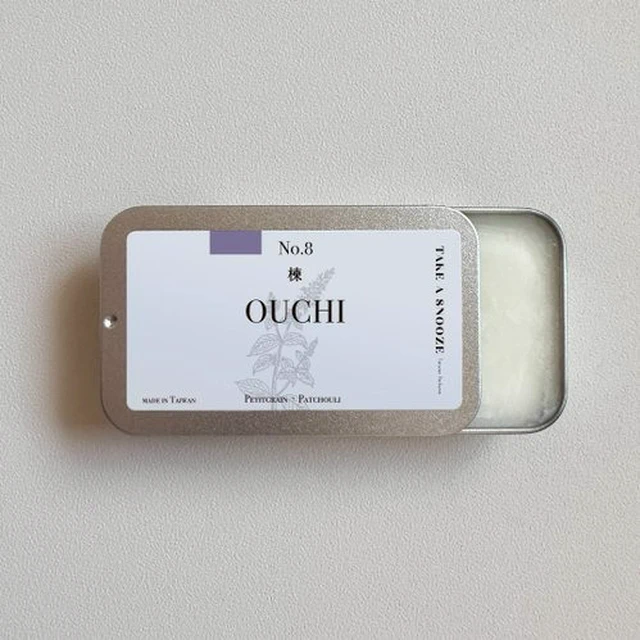 No.8
楝
OUCHI
PETITGRAIN
PATCHOULI
MADE IN TAIWAN
TAKE A SNOOZE